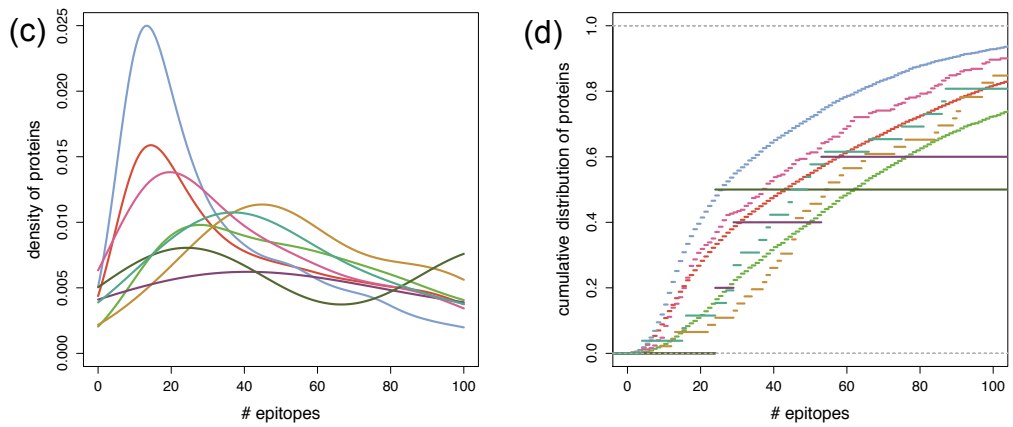 (c)
density of proteins
0.025
0.020
0.015
0.010
0.005
0.000
0 20 40 60 80 100
# epitopes
(d)
cumulative distribution of proteins
1.0
0.8
0.6
0.4
0.2
0.0
0 20 40 60 80 100
# epitopes